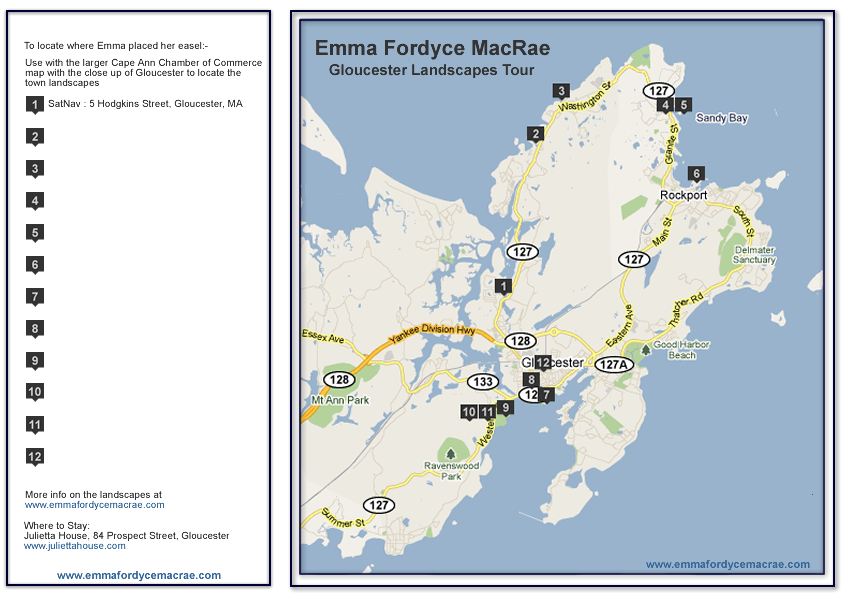 To locate where Emma placed her easel:-
Use with the larger Cape Ann Chamber of Commerce
map with the close up of Gloucester to locate the
town landscapes
1 SatNav : 5 Hodgkins Street, Gloucester, MA
2
3
4
5
6
7
8
9
10
11
12
More info on the landscapes at
www.emmafordycemacrae.com
Where to Stay:
Julietta House, 84 Prospect Street, Gloucester
www.juliettahouse.com
www.emmafordycemacrae.com
Emma Fordyce MacRae
Gloucester Landscapes Tour
3
Washington St
127
4 5
Sandy Bay
2
Granite St
6
Rockport
South St
Main St
127
127
Delmater
Sanctuary
1
Thatcher Rd
Eastern Ave
Essex Ave
Yankee Division Hwy
128
Good Harbor
Beach
Gl 12 cester
127A
128
133
8
12 7
Mt Ann Park
10 11 9
Weste
Ravenswood
Park
127
Summer St
www.emmafordycemacrae.com